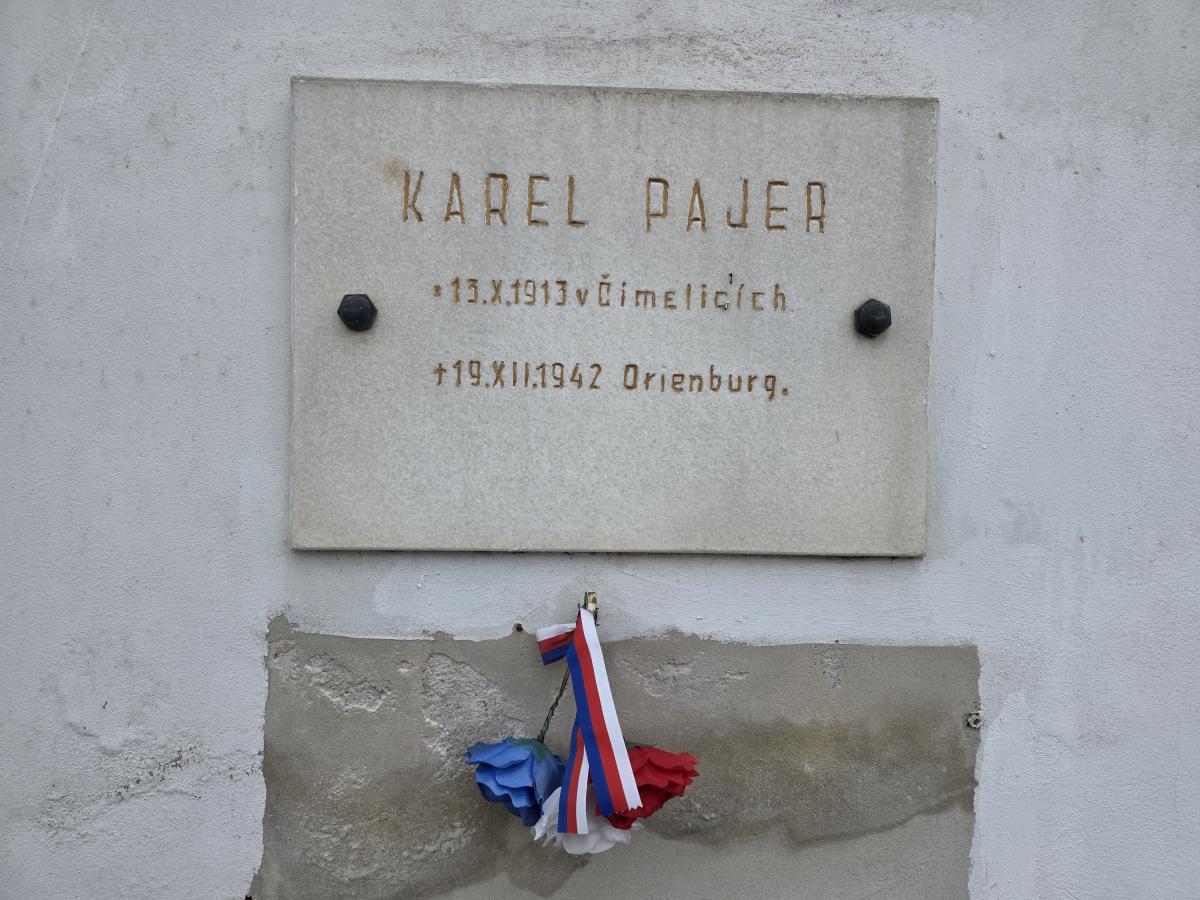 KAREL PAJER
* 13.X.1913 v Čimelicích
† 19.XII.1942 Orienburg.